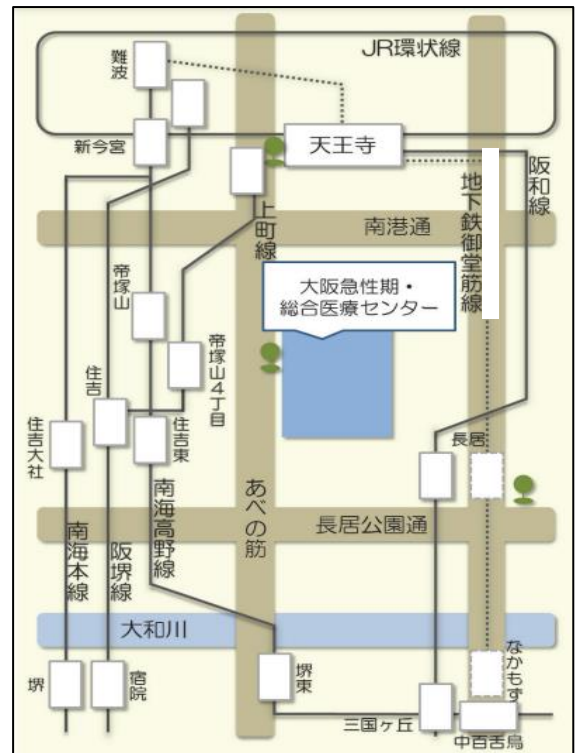 JR環状線
難波
新今宮
天王寺
阪和線
地下鉄御堂筋線
上町線
南港通
大阪急性期・
総合医療センター
帝塚山
帝塚山4丁目
住吉
住吉大社
住吉東
長居
あべの筋
南海高野線
長居公園通
南海本線
阪堺線
大和川
なかもず
堺
宿院
堺東
三国ヶ丘
中百舌鳥